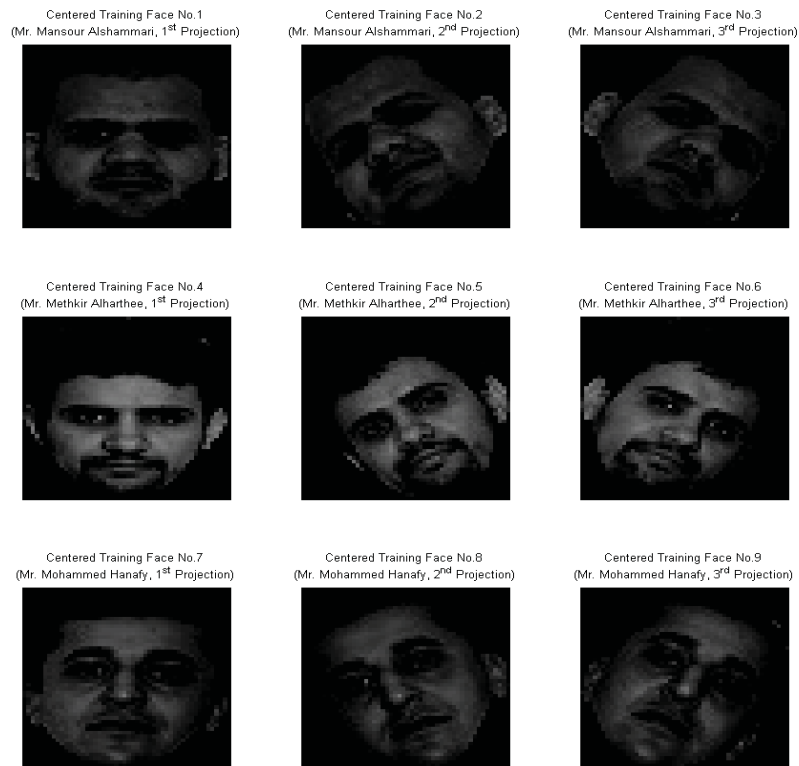 Centered Training Face No.1
(Mr. Mansour Alshammari, 1st Projection)
Centered Training Face No.2
(Mr. Mansour Alshammari, 2nd Projection)
Centered Training Face No.3
(Mr. Mansour Alshammari, 3rd Projection)
Centered Training Face No.4
(Mr. Methkir Alharthee, 1st Projection)
Centered Training Face No.5
(Mr. Methkir Alharthee, 2nd Projection)
Centered Training Face No.6
(Mr. Methkir Alharthee, 3rd Projection)
Centered Training Face No.7
(Mr. Mohammed Hanafy, 1st Projection)
Centered Training Face No.8
(Mr. Mohammed Hanafy, 2nd Projection)
Centered Training Face No.9
(Mr. Mohammed Hanafy, 3rd Projection)